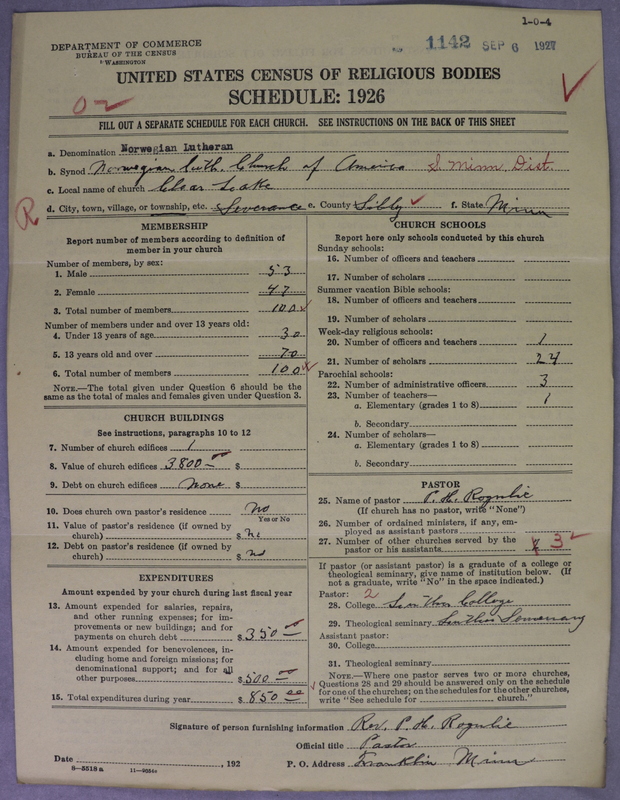 1-0-4
DEPARTMENT OF COMMERCE
BUREAU OF THE CENSUS
WASHINGTON
1142 SEP 6 1927
UNITED STATES CENSUS OF RELIGIOUS BODIES
SCHEDULE: 1926
FILL OUT A SEPARATE SCHEDULE FOR EACH CHURCH. SEE INSTRUCTIONS ON THE BACK OF THIS SHEET
a. Denomination Norwegian Lutheran
b. Synod Norwegian Luth. Church of America S. Minn Dist.
c. Local name of church Clear Lake
d. City, town, village, or township, etc. Severance e. County Sibley f. State Minn
R
MEMBERSHIP
Report number of members according to definition of
member in your church
Number of members, by sex:
1. Male 53
2. Female 47
3. Total number of members 100
Number of members under and over 13 years old:
4. Under 13 years of age 30
5. 13 years old and over 70
6. Total number of members 100
NOTE.—The total given under Question 6 should be the
same as the total of males and females given under Question 3.
CHURCH BUILDINGS
See instructions, paragraphs 10 to 12
7. Number of church edifices 1
8. Value of church edifices 3800 $
9. Debt on church edifices None $
10. Does church own pastor's residence No
Yes or No
11. Value of pastor's residence (if owned by
church) $ no
12. Debt on pastor's residence (if owned by
church) $ no
EXPENDITURES
Amount expended by your church during last fiscal year
13. Amount expended for salaries, repairs,
and other running expenses; for im-
provements or new buildings; and for
payments on church debt $ 350
14. Amount expended for benevolences, in-
cluding home and foreign missions; for
denominational support; and for all
other purposes $ 500
15. Total expenditures during year $ 850 00
CHURCH SCHOOLS
Report here only schools conducted by this church
Sunday schools:
16. Number of officers and teachers
17. Number of scholars
Summer vacation Bible schools:
18. Number of officers and teachers
19. Number of scholars
Week-day religious schools:
20. Number of officers and teachers 1
21. Number of scholars 24
Parochial schools:
22. Number of administrative officers 3
23. Number of teachers—
a. Elementary (grades 1 to 8) 1
b. Secondary
24. Number of scholars—
a. Elementary (grades 1 to 8)
b. Secondary
PASTOR
25. Name of pastor P. H. Rognlie
(If church has no pastor, write "None")
26. Number of ordained ministers, if any, em-
ployed as assistant pastors
27. Number of other churches served by the
pastor or his assistants 3
If pastor (or assistant pastor) is a graduate of a college or
theological seminary, give name of institution below. (If
not a graduate, write "No" in the space indicated.)
Pastor: 2
28. College Luther College
29. Theological seminary Luther Seminary
Assistant pastor:
30. College
31. Theological seminary
NOTE.—Where one pastor serves two or more churches,
Questions 28 and 29 should be answered only on the schedule
for one of the churches; on the schedules for the other churches,
write "See schedule for church."
Signature of person furnishing information Rev. P. H. Rognlie
Official title Pastor
Date , 192 P. O. Address Franklin Minn
8—5518a